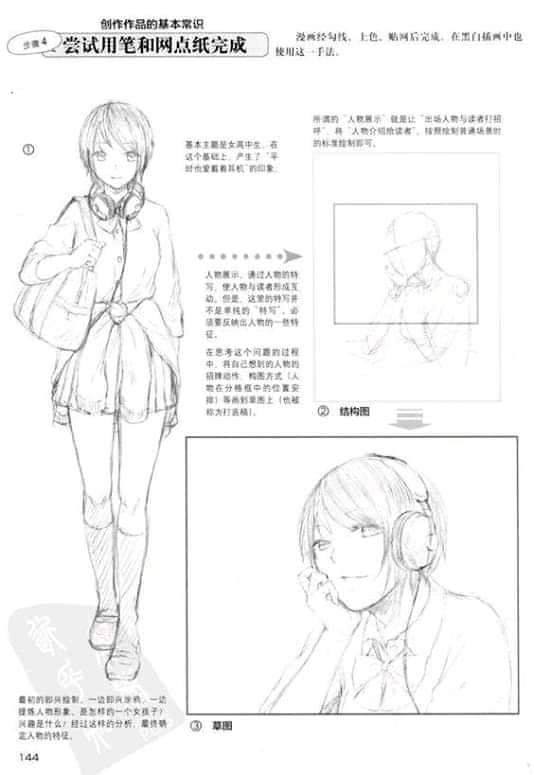 创作作品的基本常识
步骤4
尝试用笔和网点纸完成
漫画经勾线、上色、贴网后完成。在黑白插画中也
使用这一手法。
①
基本主题是女高中生。在
这个基础上,产生了“平
时也爱戴着耳机”的印象。
所谓的“人物展示”就是让“出场人物与读者打招
呼”,将“人物介绍给读者”。按照绘制普通场景时
的标准绘制即可。
人物展示:通过人物的特
写,使人物与读者形成互
动。但是,这里的特写并
不是单纯的“特写”,必
须要反映出人物的一些特
征。
在思考这个问题的过程
中,将自己想到的人物的
招牌动作、构图方式(人
物在分格框中的位置安
排)等画到草图上(也被
称为打底稿)。
② 结构图
③ 草图
最初的即兴绘制。一边即兴涂鸦,一边
提炼人物形象。是怎样的一个女孩子?
兴趣是什么?经过这样的分析,最终确
定人物的特征。
144